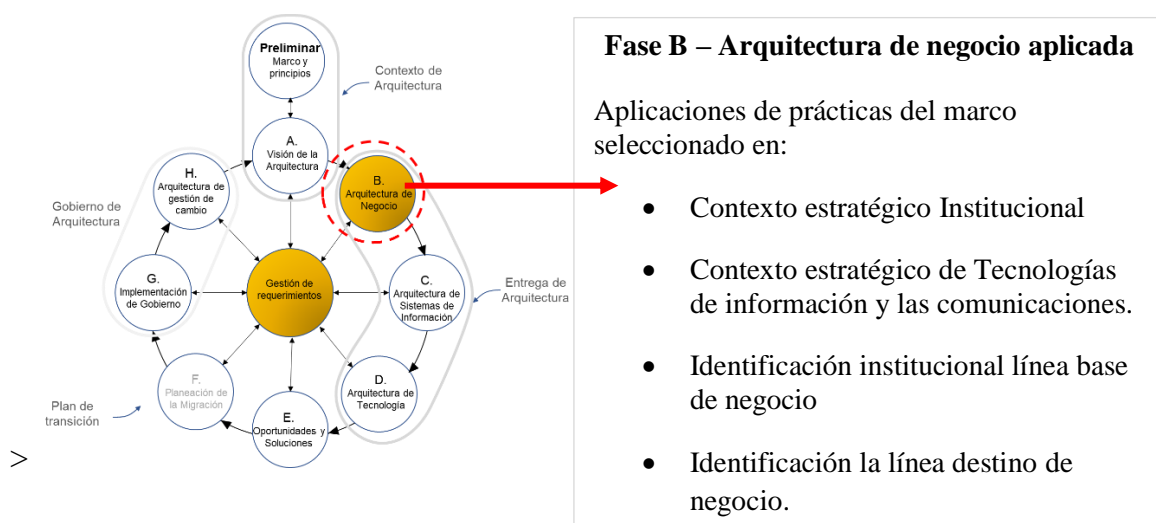 Preliminar
Marco y
principios
Contexto de
Arquitectura
A.
Visión de la
Arquitectura
B.
Arquitectura de
Negocio
H.
Arquitectura de
gestión de
cambio
Gobierno de
Arquitectura
G.
Implementación
de Gobierno
Gestión de
requerimientos
C.
Arquitectura de
Sistemas de
Información
Entrega de
Arquitectura
F.
Planeación de
la Migración
D.
Arquitectura de
Tecnología
E.
Oportunidades y
Soluciones
Plan de
transición
>
Fase B – Arquitectura de negocio aplicada
Aplicaciones de prácticas del marco
seleccionado en:
• Contexto estratégico Institucional
• Contexto estratégico de Tecnologías
de información y las comunicaciones.
• Identificación institucional línea base
de negocio
• Identificación la línea destino de
negocio.